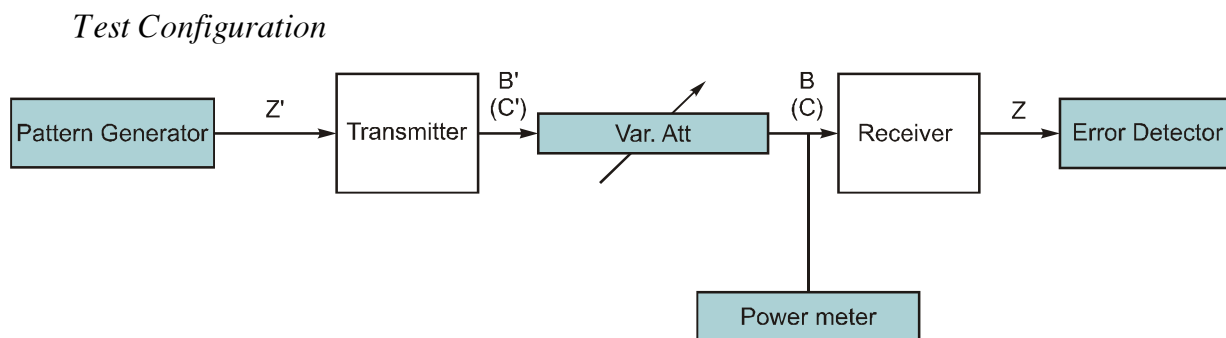 Test Configuration
Pattern Generator
Z'
Transmitter
B'
(C')
Var. Att
B
(C)
Receiver
Z
Error Detector
Power meter